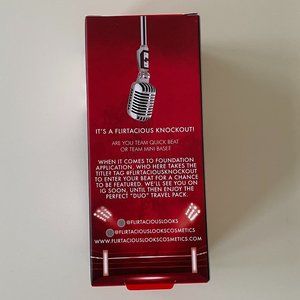 IT'S A FLIRTACIOUS KNOCKOUT!
ARE YOU TEAM QUICK BEAT
OR TEAM MINI BASE?
WHEN IT COMES TO FOUNDATION
APPLICATION, WHO HERE TAKES THE
TITLE? TAG #FLIRTACIOUSKNOCKOUT
TO ENTER YOUR BEAT FOR A CHANCE
TO BE FEATURED. WE'LL SEE YOU ON
IG SOON. UNTIL THEN ENJOY THE
PERFECT "DUO" TRAVEL PACK.
@FLIRTACIOUSLOOKS
@FLIRTACIOUSLOOKSCOSMETICS
WWW.FLIRTACIOUSLOOKSCOSMETICS.COM